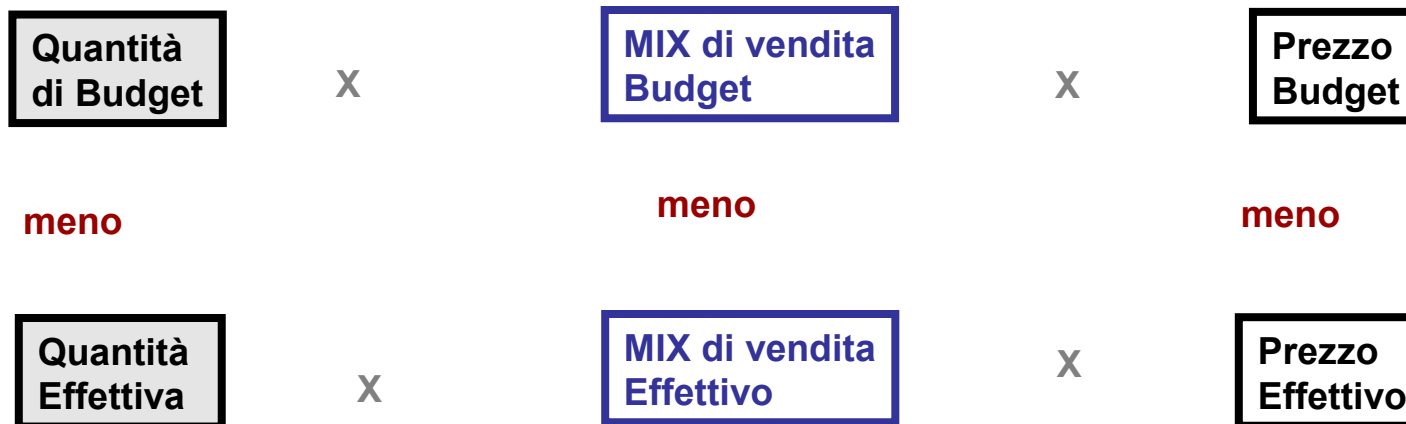 Quantità
di Budget
X
MIX di vendita
Budget
X
Prezzo
Budget
meno
meno
meno
Quantità
Effettiva
X
MIX di vendita
Effettivo
X
Prezzo
Effettivo